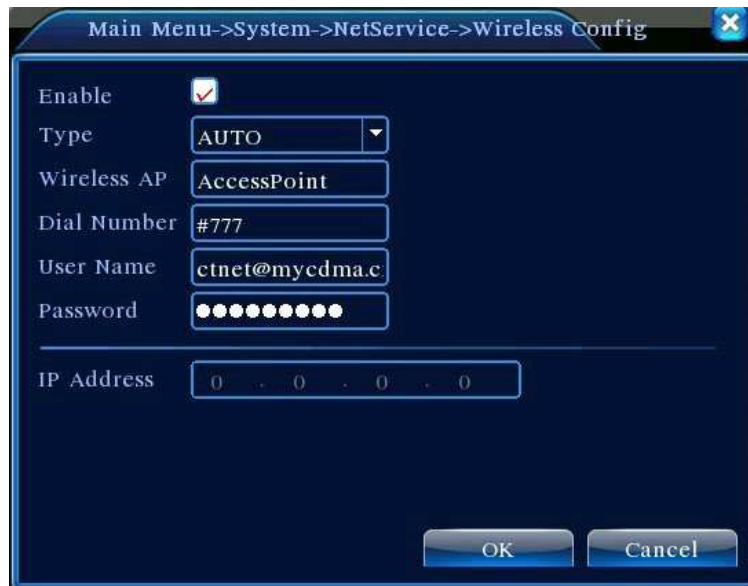 Main Menu->System->NetService->Wireless Config
Enable
Type AUTO
Wireless AP AccessPoint
Dial Number #777
User Name ctnet@mycdma.c
Password ●●●●●●●●●
IP Address 0 . 0 . 0 . 0
OK Cancel